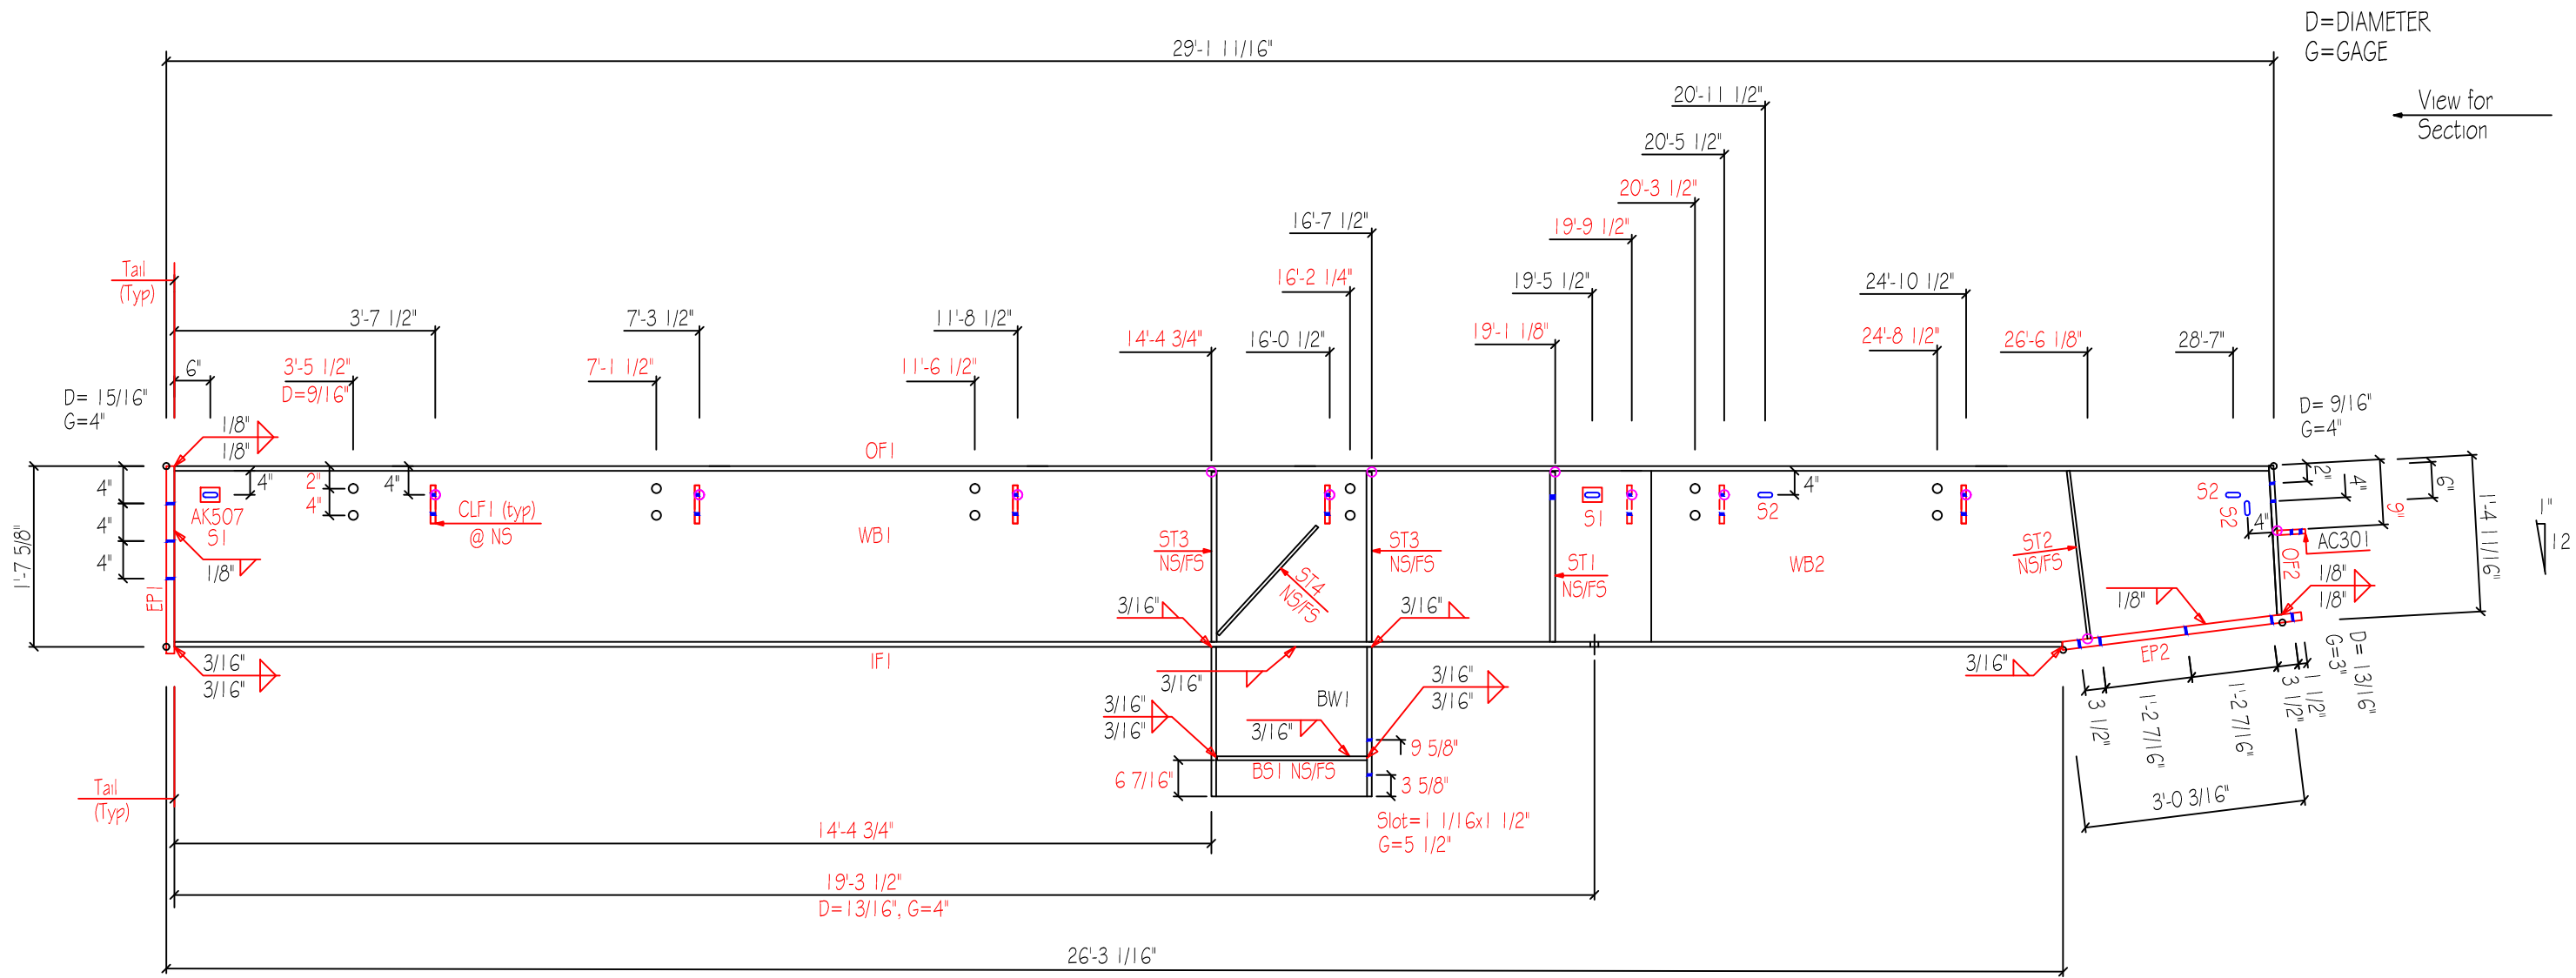 D=DIAMETER
G=GAGE
29'-1 11/16"
View for
Section
20'-11 1/2"
20'-5 1/2"
20'-3 1/2"
16'-7 1/2"
19'-9 1/2"
Tail
(Typ)
16'-2 1/4"
19'-5 1/2"
24'-10 1/2"
3'-7 1/2"
7'-3 1/2"
11'-8 1/2"
14'-4 3/4"
16'-0 1/2"
19'-1 1/8"
24'-8 1/2"
26'-6 1/8"
28'-7"
6"
3'-5 1/2"
D=9/16"
7'-1 1/2"
11'-6 1/2"
D= 15/16"
G=4"
D= 9/16"
G=4"
1/8"
1/8"
OF1
4"
4"
4"
1'-7 5/8"
4"
2"
4"
4"
AK507
S1
CLF1 (typ)
@ NS
WB1
1/8"
EP1
ST3
NS/FS
ST4
NS/FS
ST3
NS/FS
ST1
NS/FS
S1
S2
4"
WB2
ST2
NS/FS
S2
S2
4"
2"
4"
9"
6"
1'-4 11/16"
1"
12
AC301
OF2
1/8"
1/8"
1/8"
3/16"
3/16"
3/16"
3/16"
IF1
3/16"
3/16"
EP2
D= 13/16"
G=3"
3 1/2"
1'-2 7/16"
1'-2 7/16"
3 1/2"
1 1/2"
3'-0 3/16"
3/16"
3/16"
BW1
3/16"
3/16"
3/16"
9 5/8"
BS1 NS/FS
6 7/16"
3 5/8"
Slot=1 1/16x1 1/2"
G=5 1/2"
Tail
(Typ)
14'-4 3/4"
19'-3 1/2"
D=13/16", G=4"
26'-3 1/16"